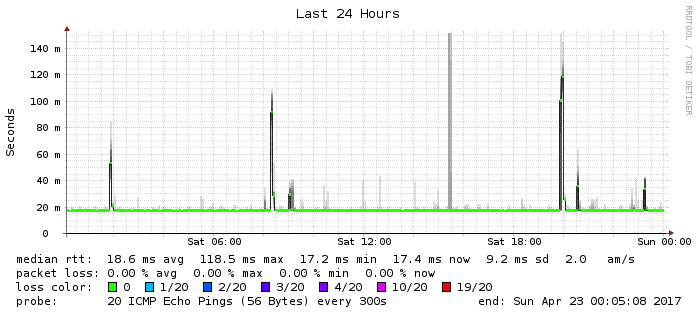 Last 24 Hours
RRDTOOL / TOBI OETIKER
Seconds
140 m
120 m
100 m
80 m
60 m
40 m
20 m
0
Sat 06:00 Sat 12:00 Sat 18:00 Sun 00:00
median rtt: 18.6 ms avg 118.5 ms max 17.2 ms min 17.4 ms now 9.2 ms sd 2.0 am/s
packet loss: 0.00 % avg 0.00 % max 0.00 % min 0.00 % now
loss color: 0 1/20 2/20 3/20 4/20 10/20 19/20
probe: 20 ICMP Echo Pings (56 Bytes) every 300s end: Sun Apr 23 00:05:08 2017